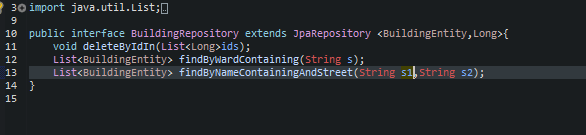 3 import java.util.List;
9
10 public interface BuildingRepository extends JpaRepository <BuildingEntity,Long>{
11 void deleteByIdIn(List<Long>ids);
12 List<BuildingEntity> findByWardContaining(String s);
13 List<BuildingEntity> findByNameContainingAndStreet(String s1,String s2);
14 }
15